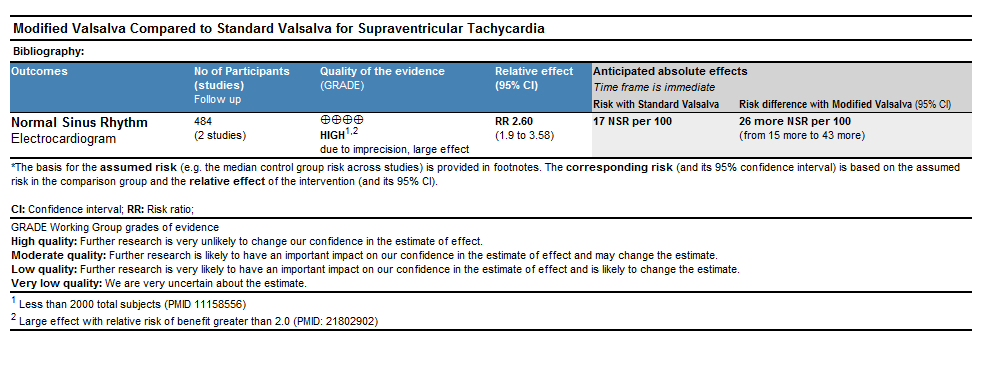 Modified Valsalva Compared to Standard Valsalva for Supraventricular Tachycardia
Bibliography:
Outcomes
No of Participants
(studies)
Follow up
Quality of the evidence
(GRADE)
Relative effect
(95% CI)
Anticipated absolute effects
Time frame is immediate
Risk with Standard Valsalva
Risk difference with Modified Valsalva (95% CI)
Normal Sinus Rhythm
Electrocardiogram
484
(2 studies)
⊕⊕⊕⊕
HIGH1,2
due to imprecision, large effect
RR 2.60
(1.9 to 3.58)
17 NSR per 100
26 more NSR per 100
(from 15 more to 43 more)
*The basis for the assumed risk (e.g. the median control group risk across studies) is provided in footnotes. The corresponding risk (and its 95% confidence interval) is based on the assumed
risk in the comparison group and the relative effect of the intervention (and its 95% CI).
CI: Confidence interval; RR: Risk ratio;
GRADE Working Group grades of evidence
High quality: Further research is very unlikely to change our confidence in the estimate of effect.
Moderate quality: Further research is likely to have an important impact on our confidence in the estimate of effect and may change the estimate.
Low quality: Further research is very likely to have an important impact on our confidence in the estimate of effect and is likely to change the estimate.
Very low quality: We are very uncertain about the estimate.
1 Less than 2000 total subjects (PMID 11158556)
2 Large effect with relative risk of benefit greater than 2.0 (PMID: 21802902)